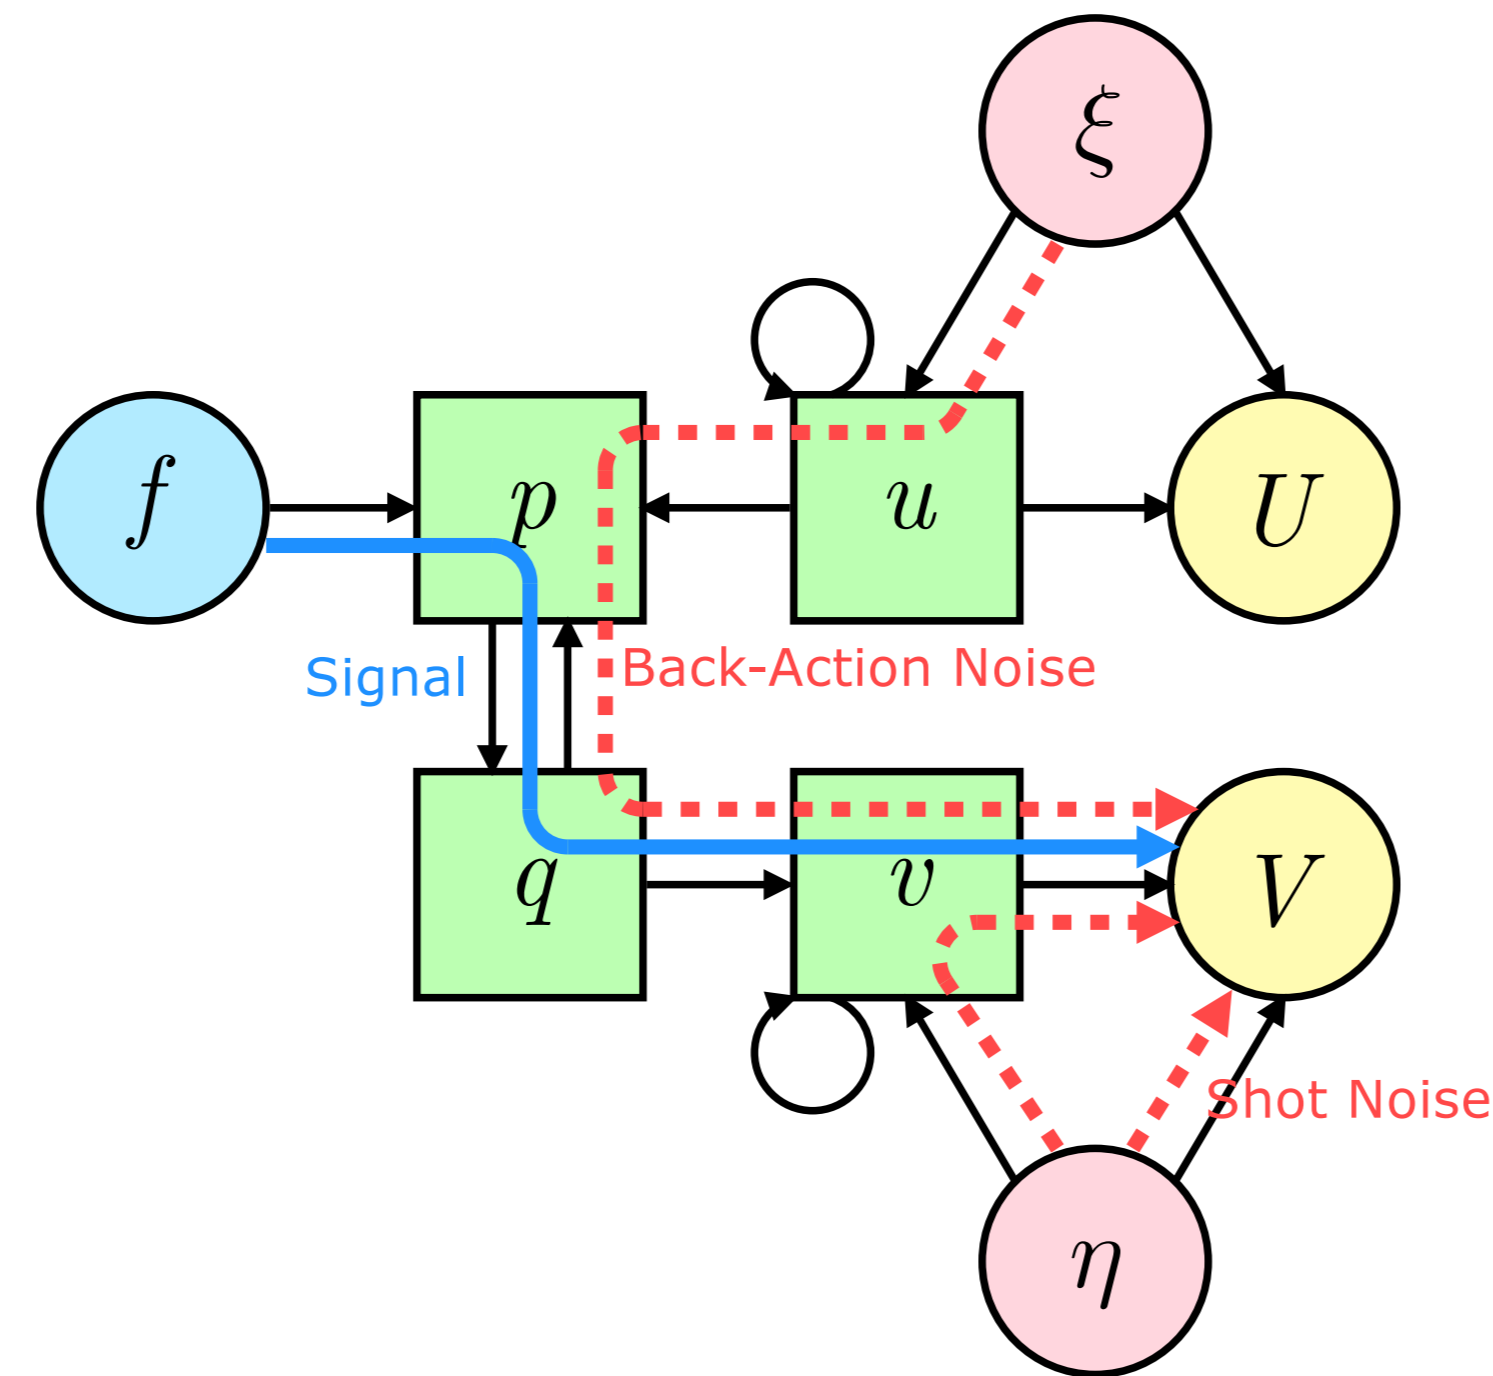 ξ
f
p
u
U
Signal
Back-Action Noise
q
v
V
Shot Noise
η